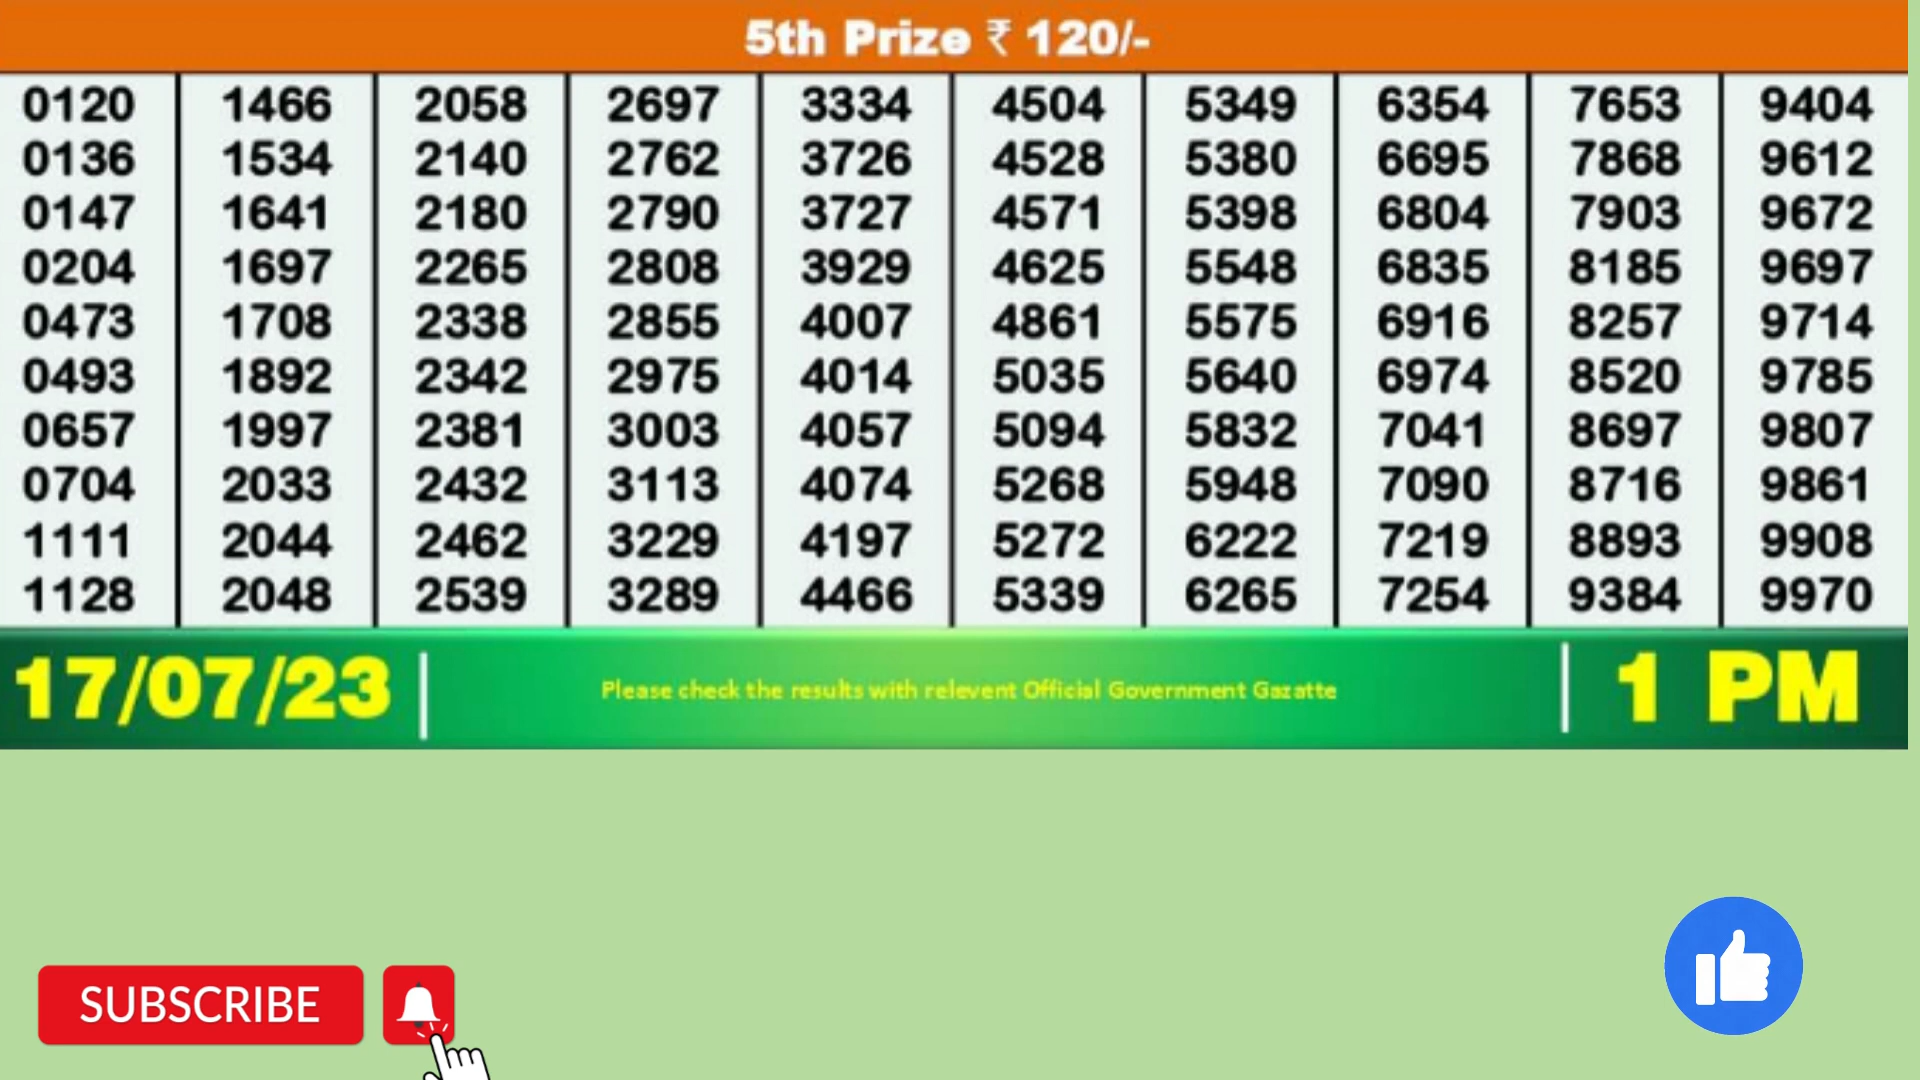 5th Prize ₹ 120/-
0120 1466 2058 2697 3334 4504 5349 6354 7653 9404
0136 1534 2140 2762 3726 4528 5380 6695 7868 9612
0147 1641 2180 2790 3727 4571 5398 6804 7903 9672
0204 1697 2265 2808 3929 4625 5548 6835 8185 9697
0473 1708 2338 2855 4007 4861 5575 6916 8257 9714
0493 1892 2342 2975 4014 5035 5640 6974 8520 9785
0657 1997 2381 3003 4057 5094 5832 7041 8697 9807
0704 2033 2432 3113 4074 5268 5948 7090 8716 9861
1111 2044 2462 3229 4197 5272 6222 7219 8893 9908
1128 2048 2539 3289 4466 5339 6265 7254 9384 9970
17/07/23 Please check the results with relevent Official Government Gazatte 1 PM
SUBSCRIBE